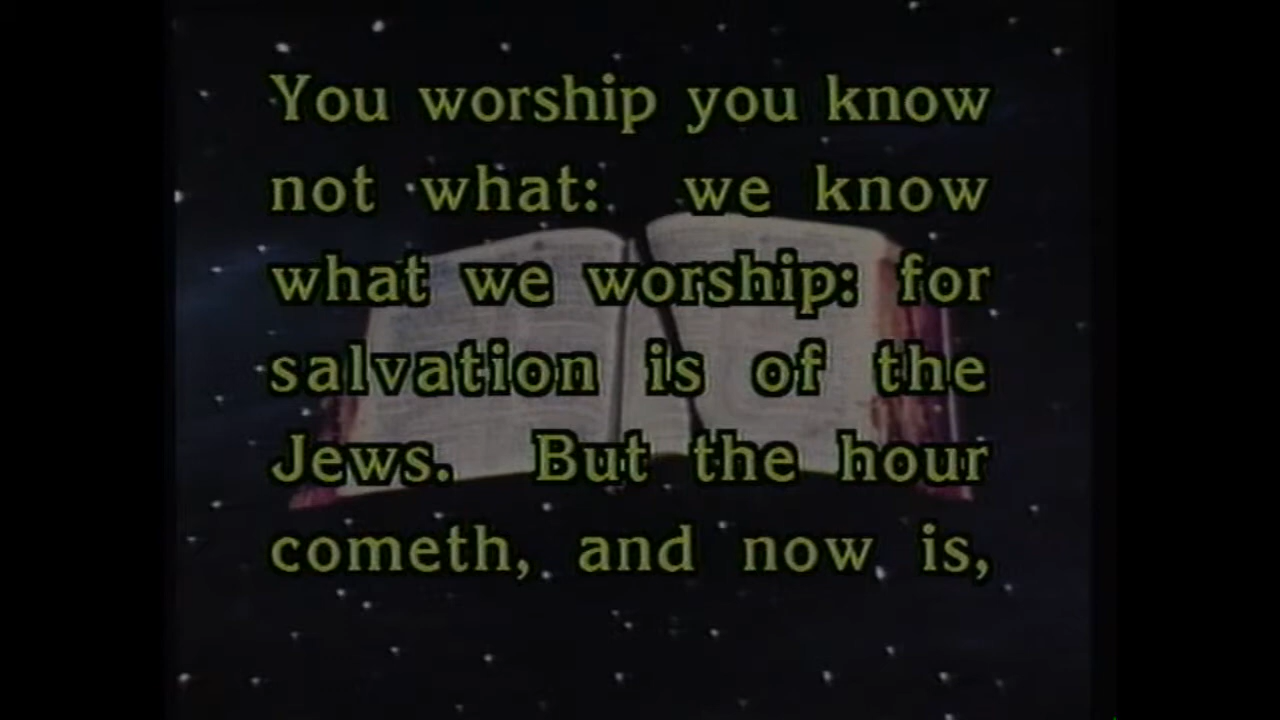 You worship you know
not what: we know
what we worship: for
salvation is of the
Jews. But the hour
cometh, and now is,